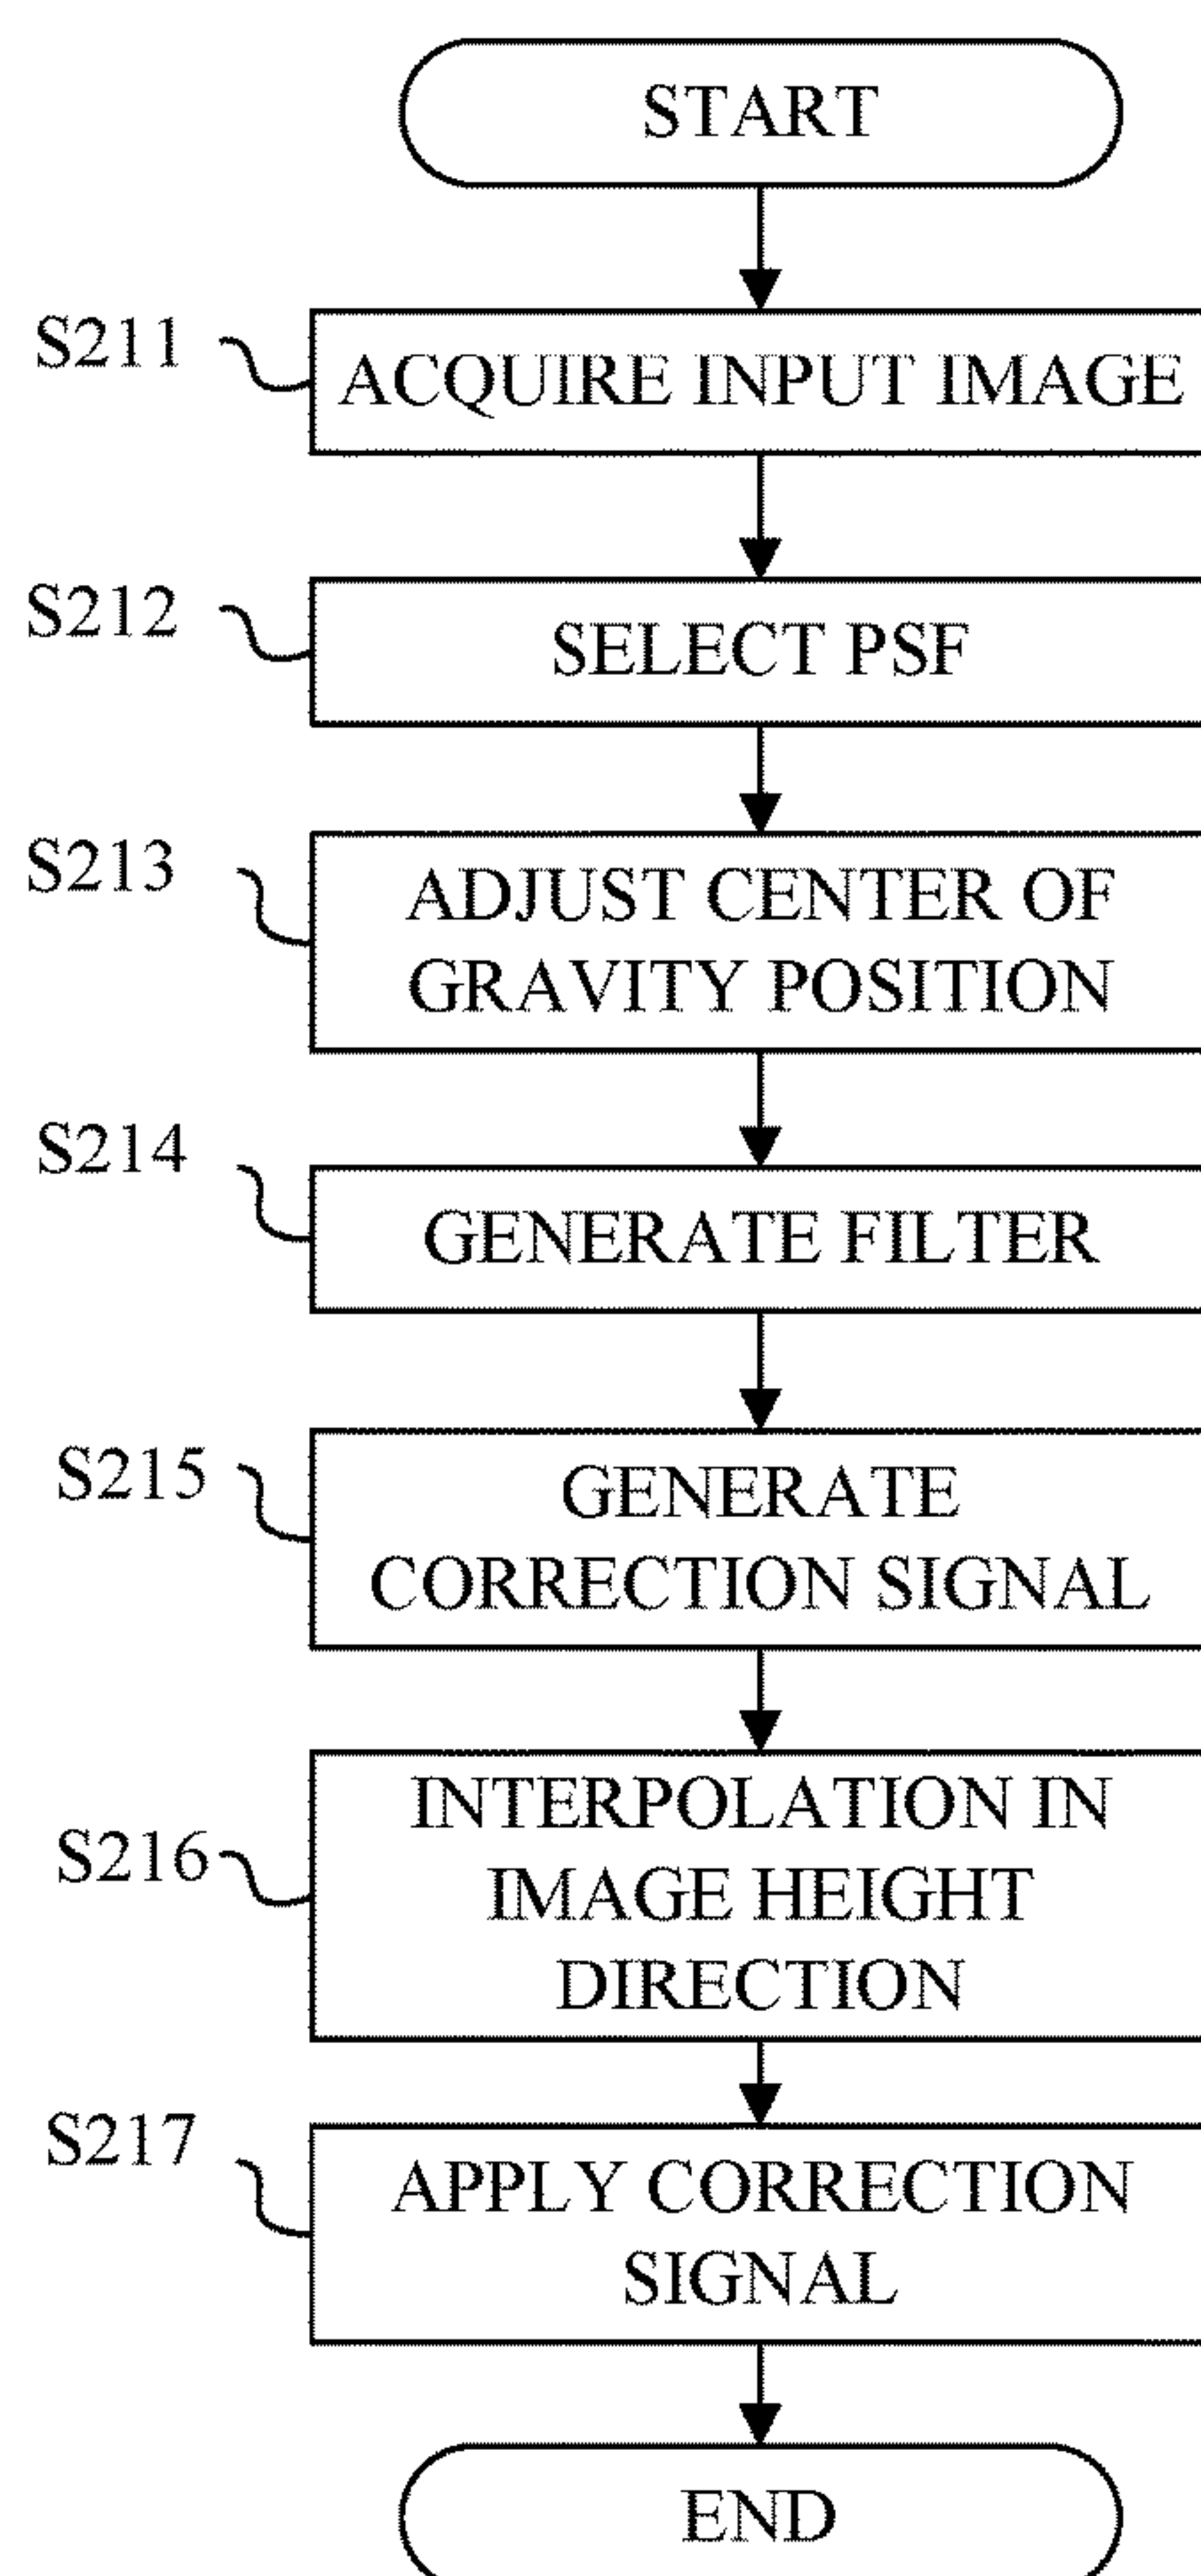 START
S211
ACQUIRE INPUT IMAGE
S212
SELECT PSF
S213
ADJUST CENTER OF
GRAVITY POSITION
S214
GENERATE FILTER
S215
GENERATE
CORRECTION SIGNAL
S216
INTERPOLATION IN
IMAGE HEIGHT
DIRECTION
S217
APPLY CORRECTION
SIGNAL
END